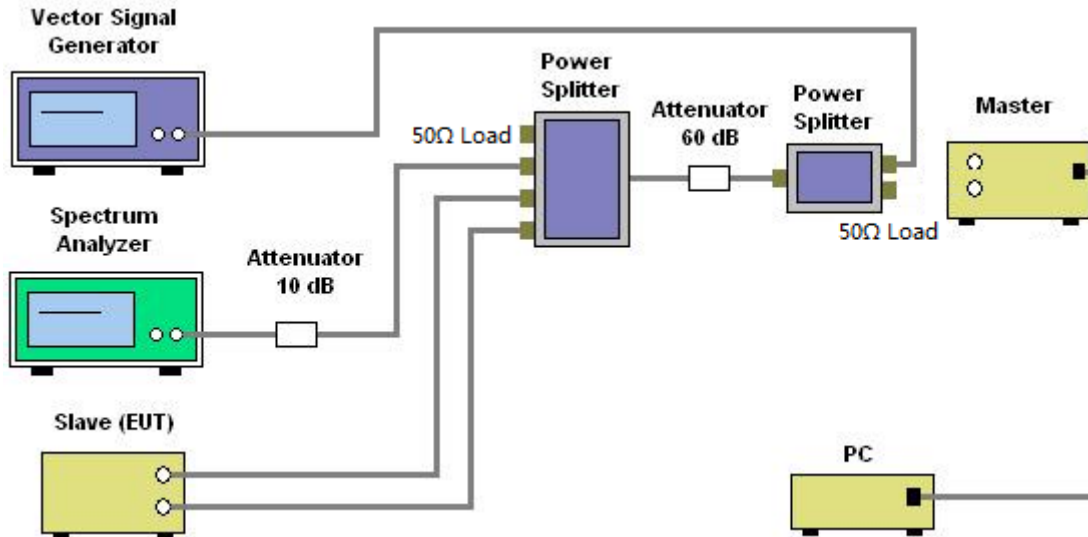 Vector Signal
Generator
Power
Splitter
50Ω Load
Attenuator
60 dB
Power
Splitter
Master
50Ω Load
Spectrum
Analyzer
Attenuator
10 dB
Slave (EUT)
PC